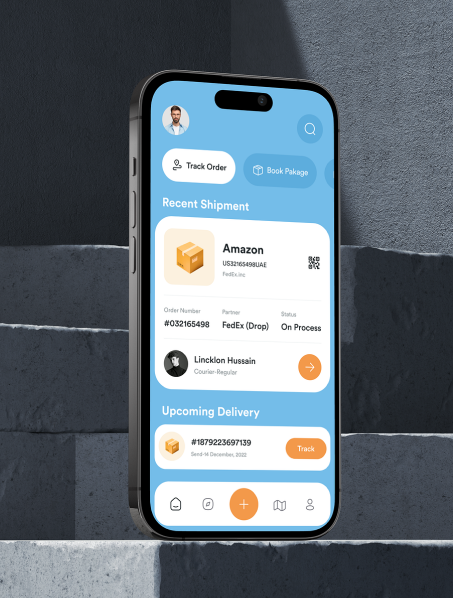 Track Order
Book Pakage
Recent Shipment
Amazon
US32165498UAE
FedEx.inc
Order Number
Partner
Status
#032165498
FedEx (Drop)
On Process
Lincklon Hussain
Courier-Regular
Upcoming Delivery
#1879223697139
Send-14 December, 2022
Track